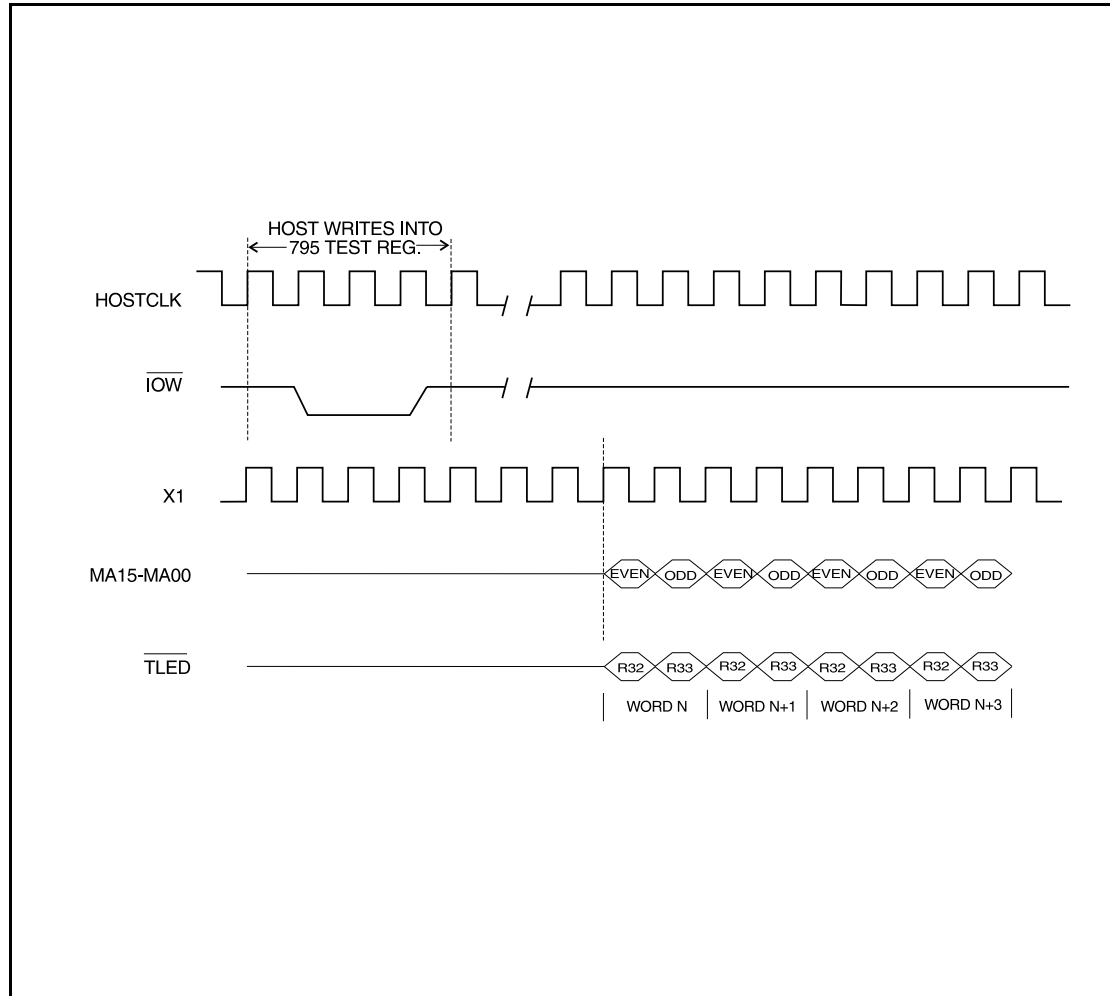 HOST WRITES INTO
795 TEST REG.
HOSTCLK
IOW
X1
MA15-MA00
EVEN ODD EVEN ODD EVEN ODD EVEN ODD
TLED
R32 R33 R32 R33 R32 R33 R32 R33
WORD N WORD N+1 WORD N+2 WORD N+3